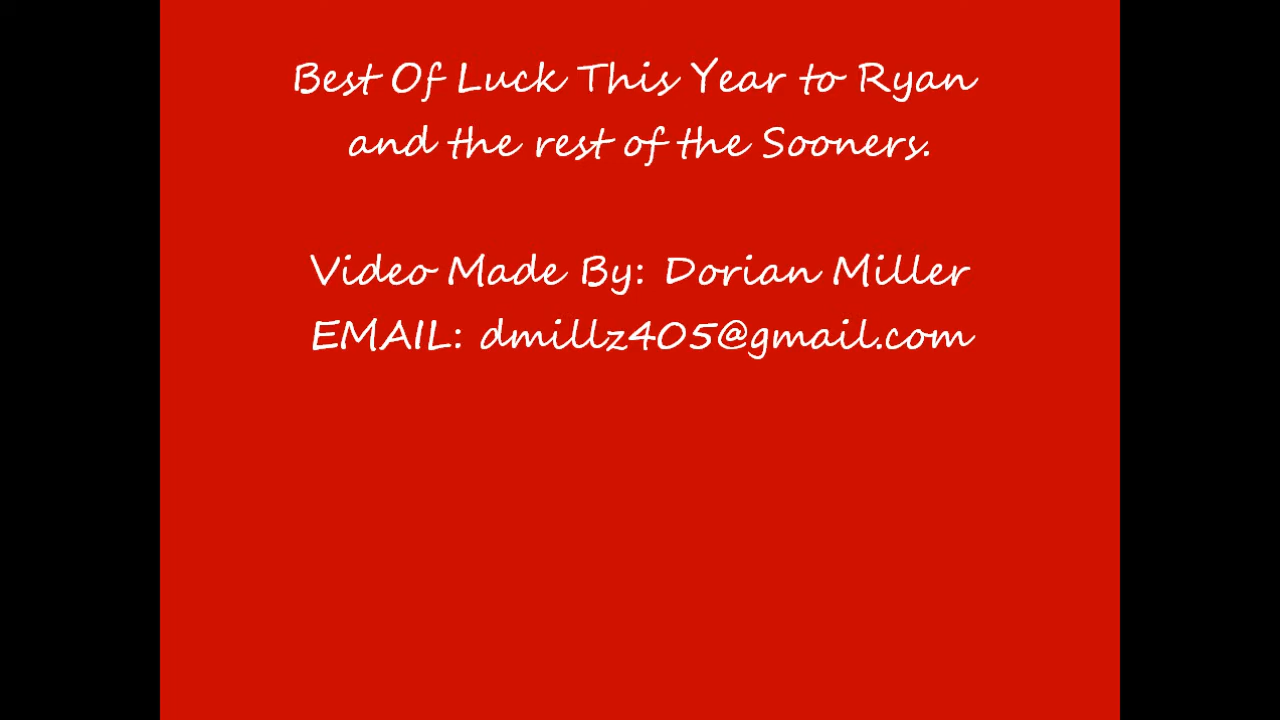 Best Of Luck This Year to Ryan
and the rest of the Sooners.
Video Made By: Dorian Miller
EMAIL: dmillz405@gmail.com